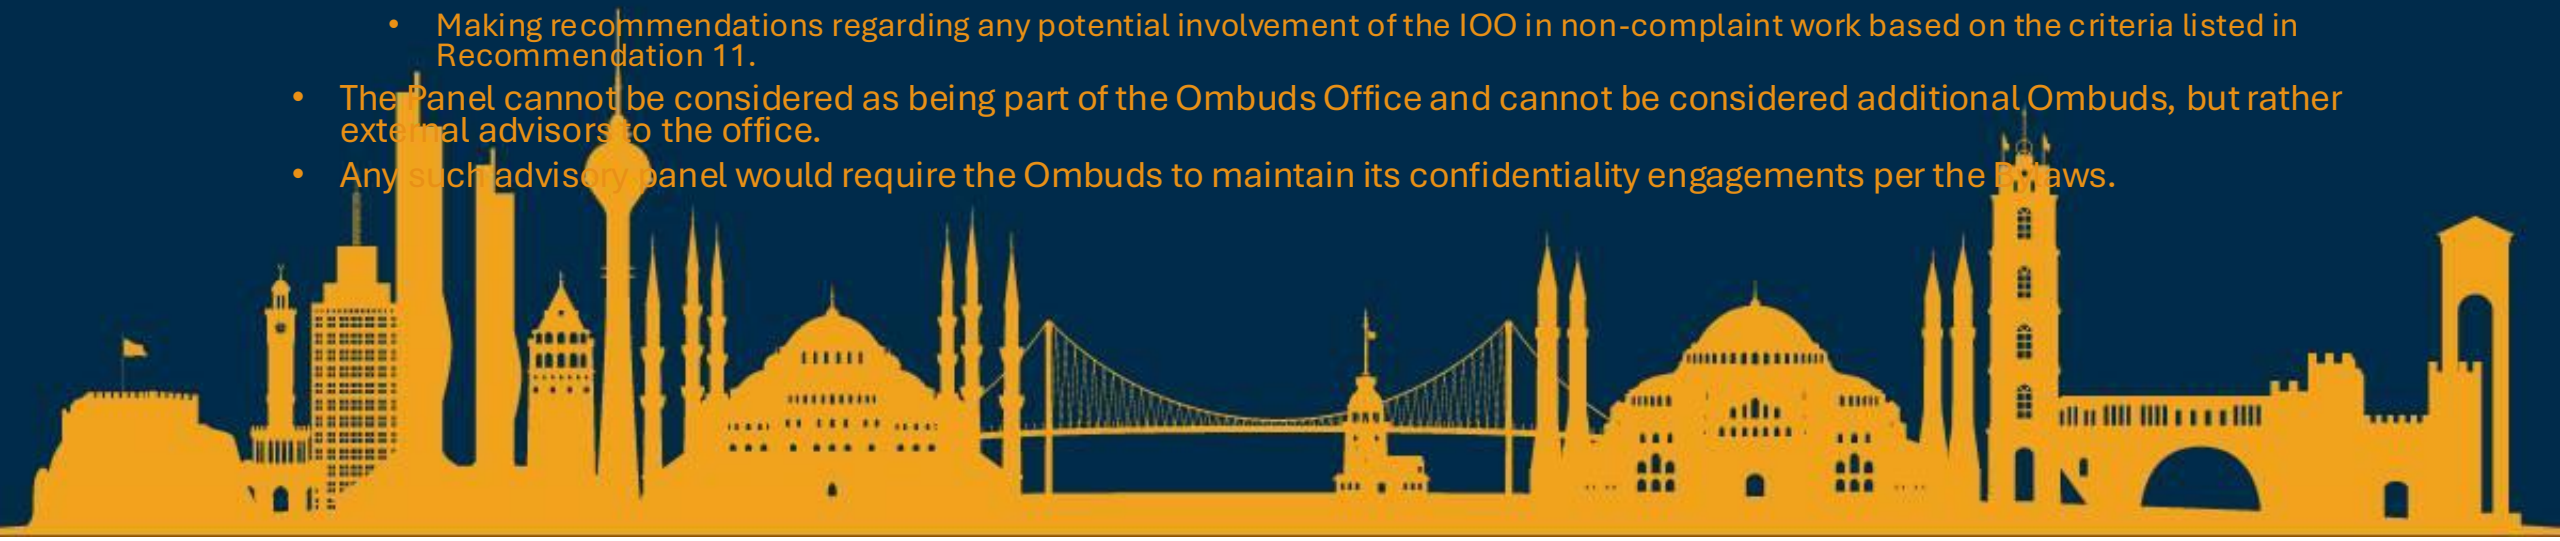 • Making recommendations regarding any potential involvement of the IOO in non-complaint work based on the criteria listed in
Recommendation 11.
• The Panel cannot be considered as being part of the Ombuds Office and cannot be considered additional Ombuds, but rather
external advisors to the office.
• Any such advisory panel would require the Ombuds to maintain its confidentiality engagements per the Bylaws.